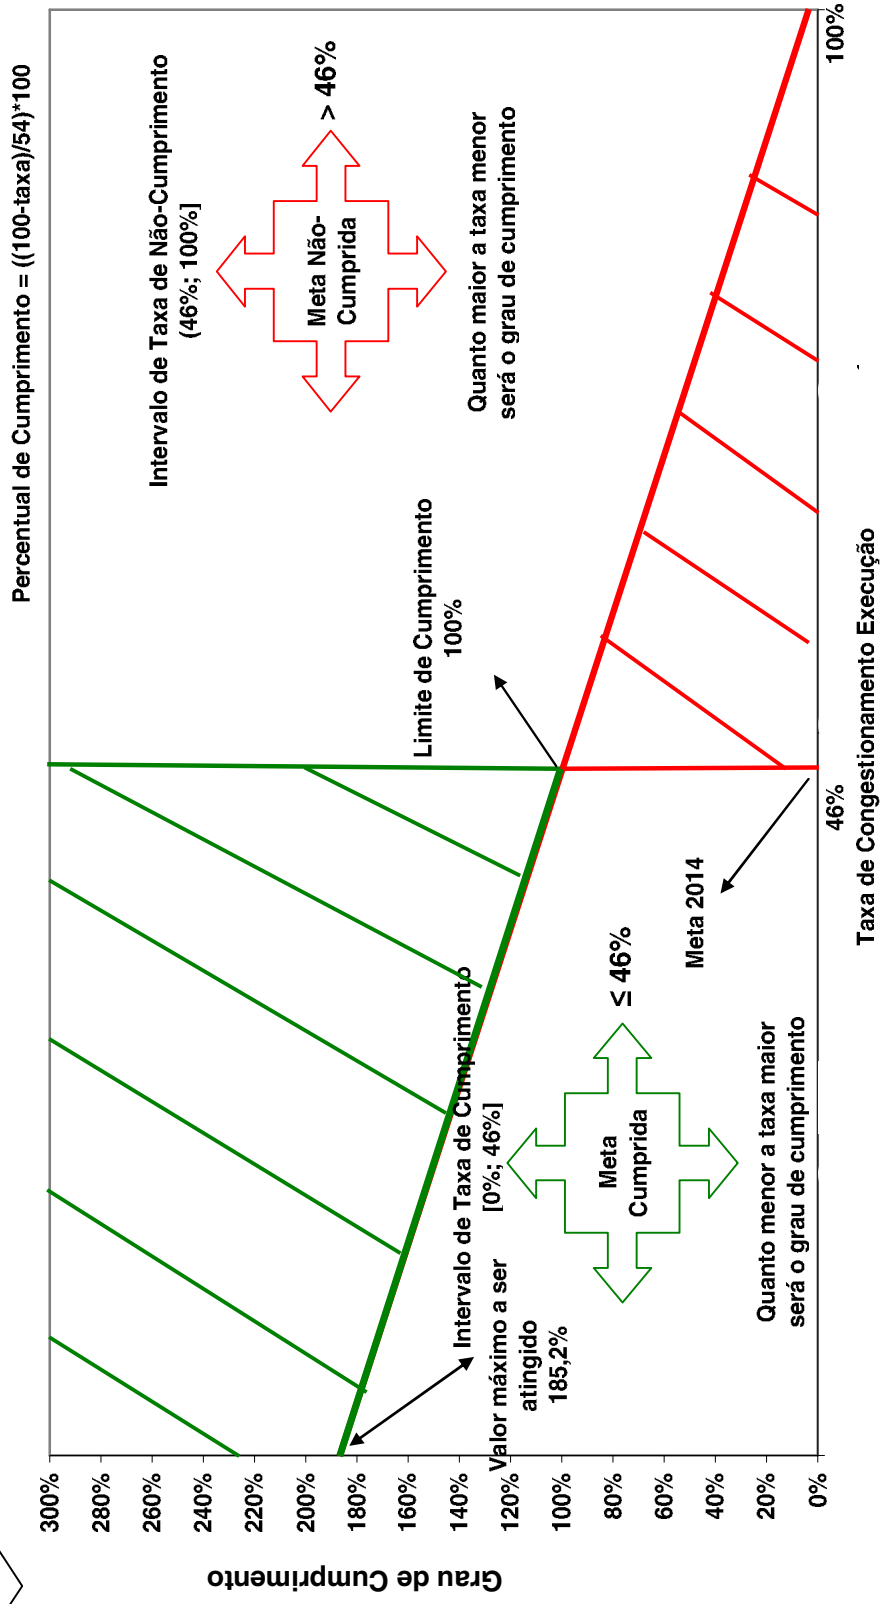 Percentual de Cumprimento = ((100-taxa)/54)*100
Intervalo de Taxa de Não-Cumprimento
(46%; 100%]
Meta Não-
Cumprida
> 46%
Quanto maior a taxa menor
será o grau de cumprimento
Limite de Cumprimento
100%
Intervalo de Taxa de Cumprimento
[0%; 46%]
Valor máximo a ser
atingido
185,2%
Meta
Cumprida
≤ 46%
Meta 2014
Quanto menor a taxa maior
será o grau de cumprimento
Grau de Cumprimento
300%
280%
260%
240%
220%
200%
180%
160%
140%
120%
100%
80%
60%
40%
20%
0%
46%
100%
Taxa de Congestionamento Execução